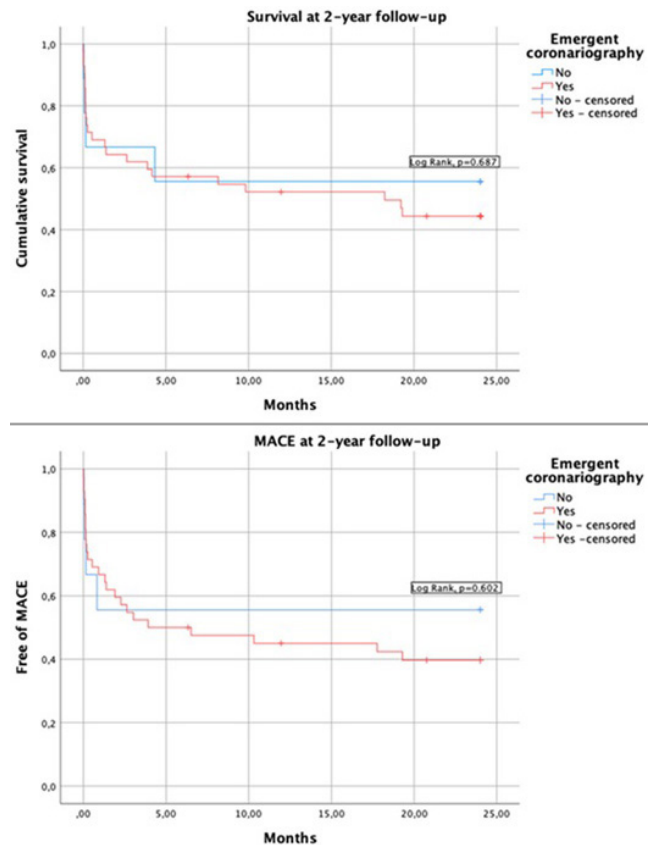 Survival at 2-year follow-up
Emergent
coronariography
No
Yes
No - censored
Yes - censored
Log Rank, p=0.687
Cumulative survival
1,0
0,8
0,6
0,4
0,2
0,0
,00
5,00
10,00
15,00
20,00
25,00
Months
MACE at 2-year follow-up
Emergent
coronariography
No
Yes
No - censored
Yes -censored
Log Rank, p=0.602
Free of MACE
1,0
0,8
0,6
0,4
0,2
0,0
,00
5,00
10,00
15,00
20,00
25,00
Months